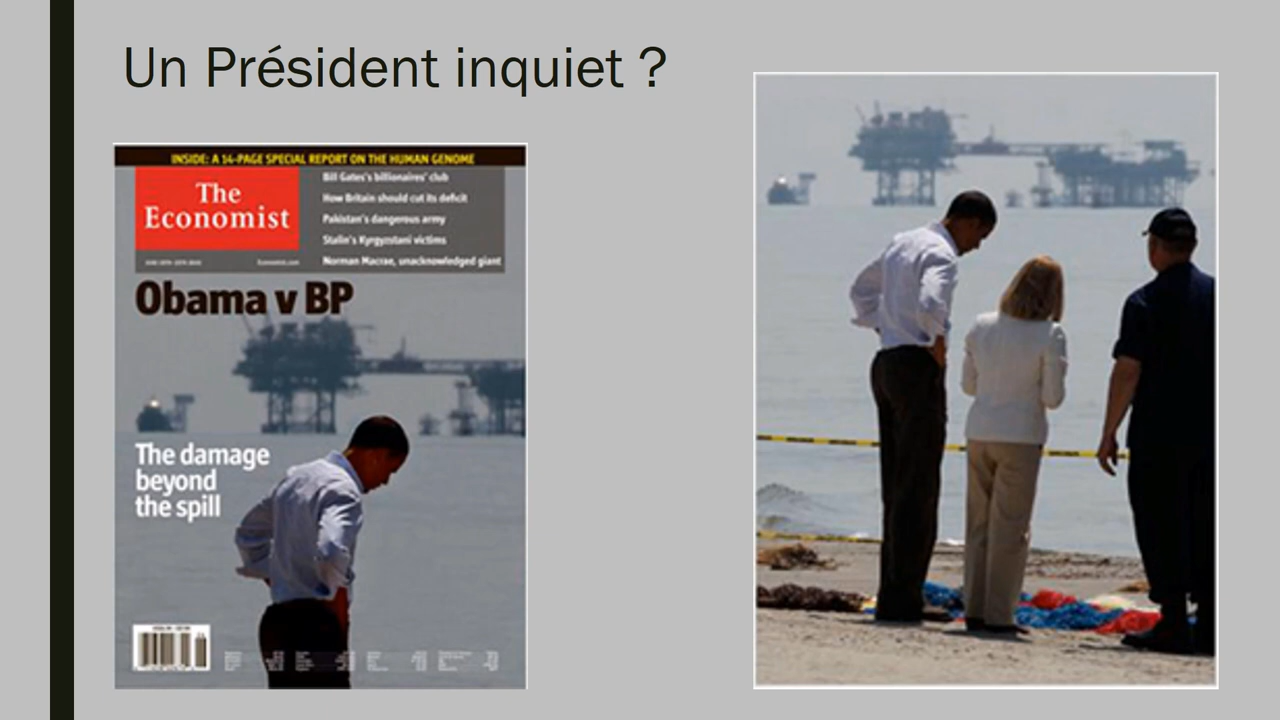 Un Président inquiet ?
INSIDE: A 14-PAGE SPECIAL REPORT ON THE HUMAN GENOME
The
Economist
Bill Gates's billionaires' club
How Britain should cut its deficit
Pakistan's dangerous army
Stalin's Kyrgyzstani victims
Norman Macrae, unacknowledged giant
Economist.com
Obama v BP
The damage
beyond
the spill